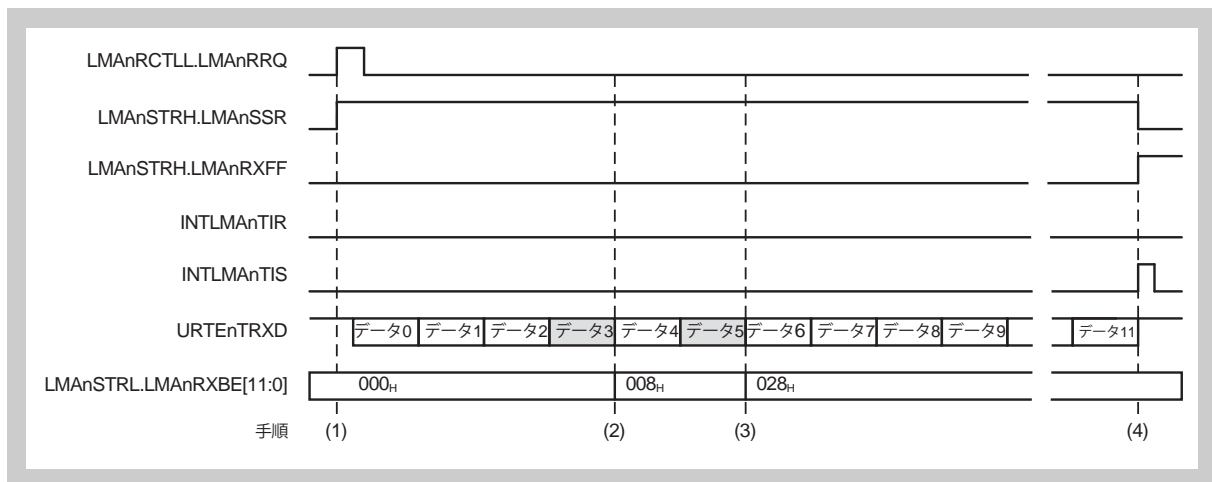 LMAnRCTLL.LMAnRRQ
LMAnSTRH.LMAnSSR
LMAnSTRH.LMAnRXFF
INTLMAnTIR
INTLMAnTIS
URTEnTRXD データ0 データ1 データ2 データ3 データ4 データ5 データ6 データ7 データ8 データ9 データ11
LMAnSTRL.LMAnRXBE[11:0] 000H 008H 028H
手順 (1) (2) (3) (4)